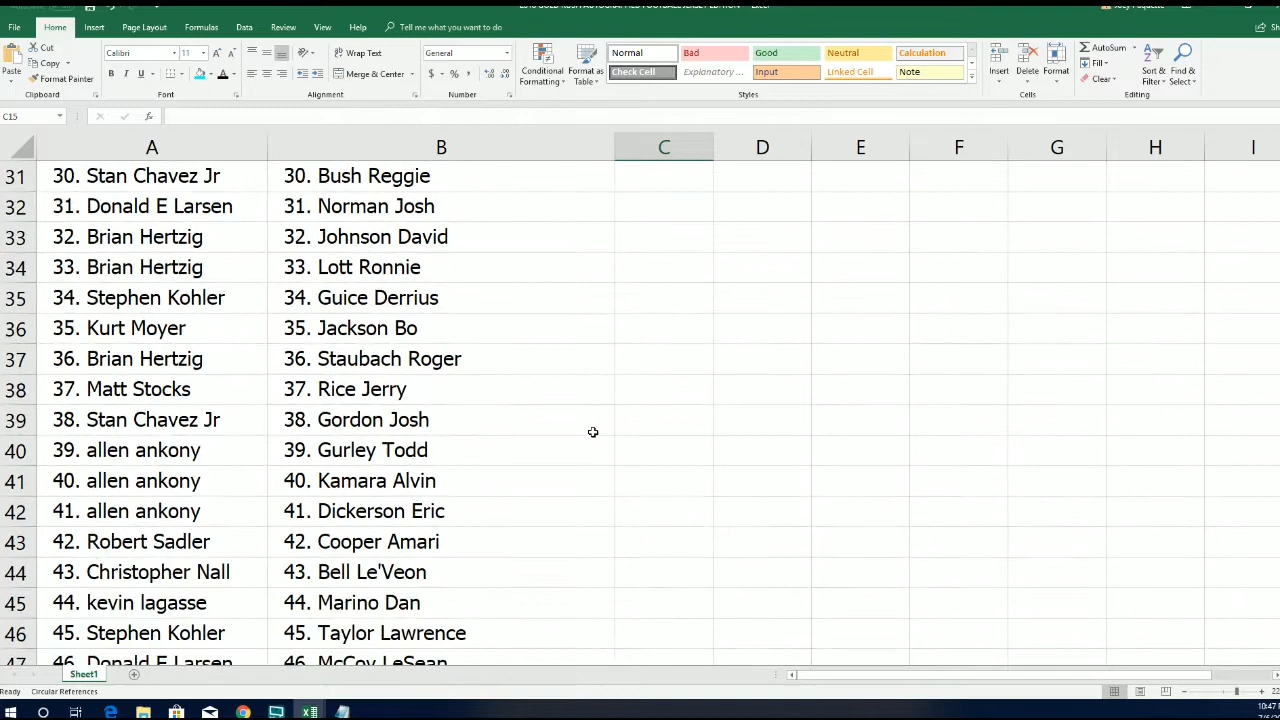 File Home Insert Page Layout Formulas Data Review View Help Tell me what you want to do
Cut
Copy
Format Painter
Paste
Clipboard
Calibri 11
B I U
Font
Wrap Text
Merge & Center
Alignment
General
$ % ,
Number
Conditional Formatting
Format as Table
Normal Bad Good Neutral Calculation
Check Cell Explanatory ... Input Linked Cell Note
Styles
Insert Delete Format
Cells
AutoSum
Fill
Clear
Sort & Filter
Find & Select
Editing
C15 fx
A B C D E F G H I
31 30. Stan Chavez Jr 30. Bush Reggie
32 31. Donald E Larsen 31. Norman Josh
33 32. Brian Hertzig 32. Johnson David
34 33. Brian Hertzig 33. Lott Ronnie
35 34. Stephen Kohler 34. Guice Derrius
36 35. Kurt Moyer 35. Jackson Bo
37 36. Brian Hertzig 36. Staubach Roger
38 37. Matt Stocks 37. Rice Jerry
39 38. Stan Chavez Jr 38. Gordon Josh
40 39. allen ankony 39. Gurley Todd
41 40. allen ankony 40. Kamara Alvin
42 41. allen ankony 41. Dickerson Eric
43 42. Robert Sadler 42. Cooper Amari
44 43. Christopher Nall 43. Bell Le'Veon
45 44. kevin lagasse 44. Marino Dan
46 45. Stephen Kohler 45. Taylor Lawrence
47 46. Donald E Larsen 46. McCoy LeSean
Sheet1
Ready Circular References
10:47